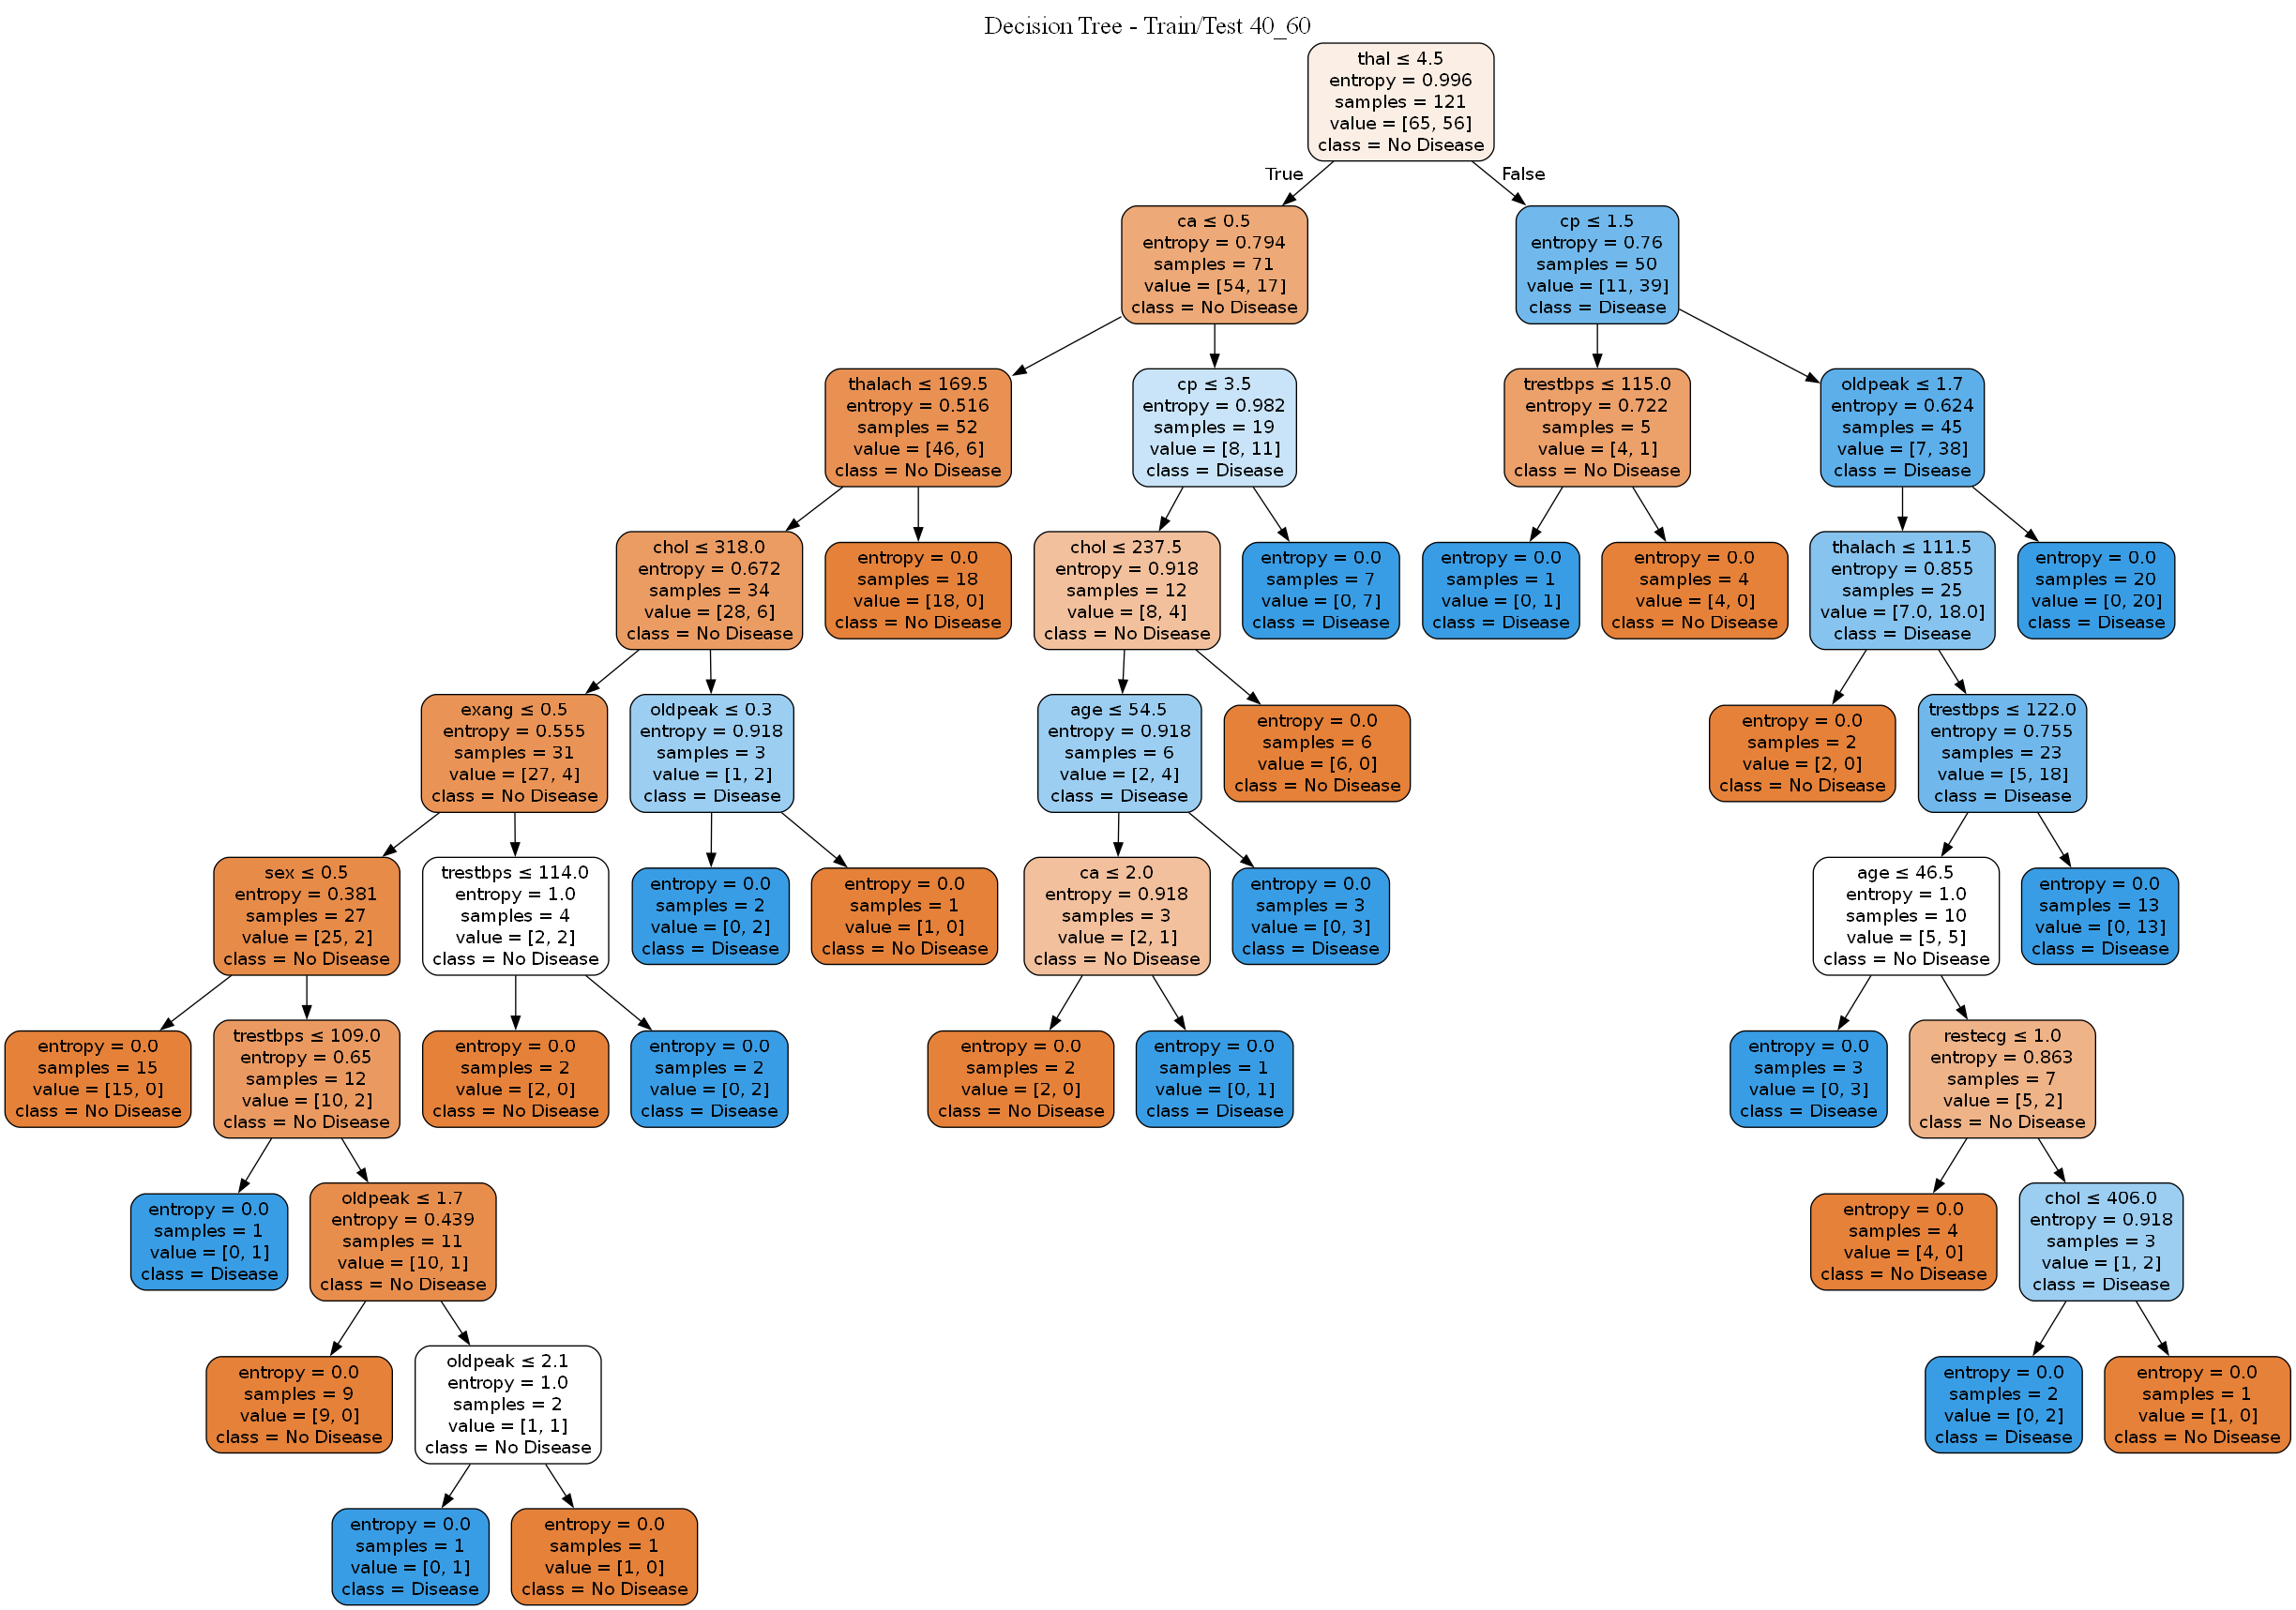 Decision Tree - Train/Test 40_60
thal ≤ 4.5
entropy = 0.996
samples = 121
value = [65, 56]
class = No Disease
True
False
ca ≤ 0.5
entropy = 0.794
samples = 71
value = [54, 17]
class = No Disease
cp ≤ 1.5
entropy = 0.76
samples = 50
value = [11, 39]
class = Disease
thalach ≤ 169.5
entropy = 0.516
samples = 52
value = [46, 6]
class = No Disease
cp ≤ 3.5
entropy = 0.982
samples = 19
value = [8, 11]
class = Disease
trestbps ≤ 115.0
entropy = 0.722
samples = 5
value = [4, 1]
class = No Disease
oldpeak ≤ 1.7
entropy = 0.624
samples = 45
value = [7, 38]
class = Disease
chol ≤ 318.0
entropy = 0.672
samples = 34
value = [28, 6]
class = No Disease
entropy = 0.0
samples = 18
value = [18, 0]
class = No Disease
chol ≤ 237.5
entropy = 0.918
samples = 12
value = [8, 4]
class = No Disease
entropy = 0.0
samples = 7
value = [0, 7]
class = Disease
entropy = 0.0
samples = 1
value = [0, 1]
class = Disease
entropy = 0.0
samples = 4
value = [4, 0]
class = No Disease
thalach ≤ 111.5
entropy = 0.855
samples = 25
value = [7.0, 18.0]
class = Disease
entropy = 0.0
samples = 20
value = [0, 20]
class = Disease
exang ≤ 0.5
entropy = 0.555
samples = 31
value = [27, 4]
class = No Disease
oldpeak ≤ 0.3
entropy = 0.918
samples = 3
value = [1, 2]
class = Disease
age ≤ 54.5
entropy = 0.918
samples = 6
value = [2, 4]
class = Disease
entropy = 0.0
samples = 6
value = [6, 0]
class = No Disease
entropy = 0.0
samples = 2
value = [2, 0]
class = No Disease
trestbps ≤ 122.0
entropy = 0.755
samples = 23
value = [5, 18]
class = Disease
sex ≤ 0.5
entropy = 0.381
samples = 27
value = [25, 2]
class = No Disease
trestbps ≤ 114.0
entropy = 1.0
samples = 4
value = [2, 2]
class = No Disease
entropy = 0.0
samples = 2
value = [0, 2]
class = Disease
entropy = 0.0
samples = 1
value = [1, 0]
class = No Disease
ca ≤ 2.0
entropy = 0.918
samples = 3
value = [2, 1]
class = No Disease
entropy = 0.0
samples = 3
value = [0, 3]
class = Disease
age ≤ 46.5
entropy = 1.0
samples = 10
value = [5, 5]
class = No Disease
entropy = 0.0
samples = 13
value = [0, 13]
class = Disease
entropy = 0.0
samples = 15
value = [15, 0]
class = No Disease
trestbps ≤ 109.0
entropy = 0.65
samples = 12
value = [10, 2]
class = No Disease
entropy = 0.0
samples = 2
value = [2, 0]
class = No Disease
entropy = 0.0
samples = 2
value = [0, 2]
class = Disease
entropy = 0.0
samples = 2
value = [2, 0]
class = No Disease
entropy = 0.0
samples = 1
value = [0, 1]
class = Disease
entropy = 0.0
samples = 3
value = [0, 3]
class = Disease
restecg ≤ 1.0
entropy = 0.863
samples = 7
value = [5, 2]
class = No Disease
entropy = 0.0
samples = 1
value = [0, 1]
class = Disease
oldpeak ≤ 1.7
entropy = 0.439
samples = 11
value = [10, 1]
class = No Disease
entropy = 0.0
samples = 4
value = [4, 0]
class = No Disease
chol ≤ 406.0
entropy = 0.918
samples = 3
value = [1, 2]
class = Disease
entropy = 0.0
samples = 9
value = [9, 0]
class = No Disease
oldpeak ≤ 2.1
entropy = 1.0
samples = 2
value = [1, 1]
class = No Disease
entropy = 0.0
samples = 2
value = [0, 2]
class = Disease
entropy = 0.0
samples = 1
value = [1, 0]
class = No Disease
entropy = 0.0
samples = 1
value = [0, 1]
class = Disease
entropy = 0.0
samples = 1
value = [1, 0]
class = No Disease